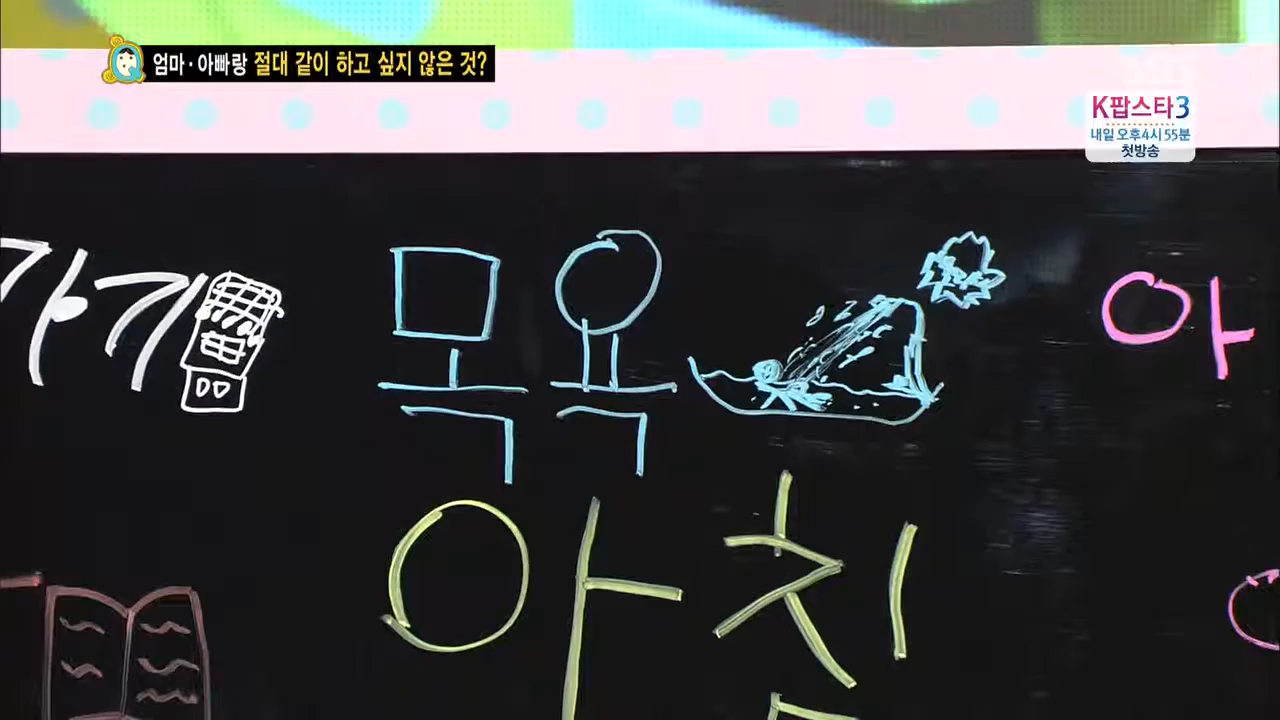 엄마·아빠랑 절대 같이 하고 싶지 않은 것?
K팝스타3
내일 오후4시 55분
첫방송
가기
목욕
아
아치